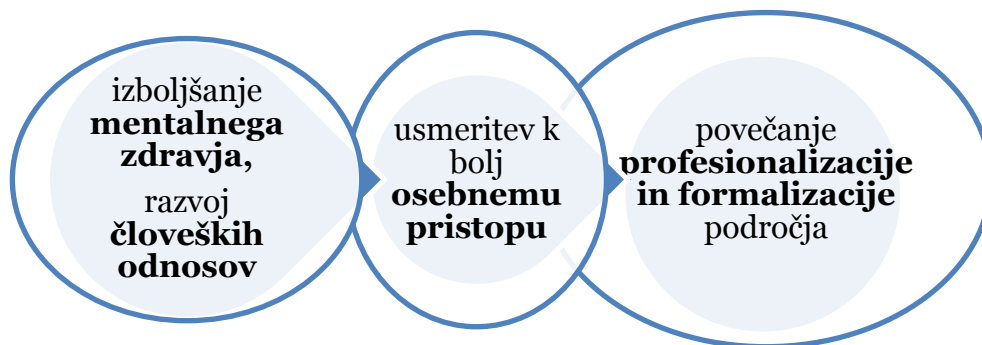 izboljšanje
mentalnega
zdravja,
razvoj
človeških
odnosov
usmeritev k
bolj
osebnemu
pristopu
povečanje
profesionalizacije
in formalizacije
področja